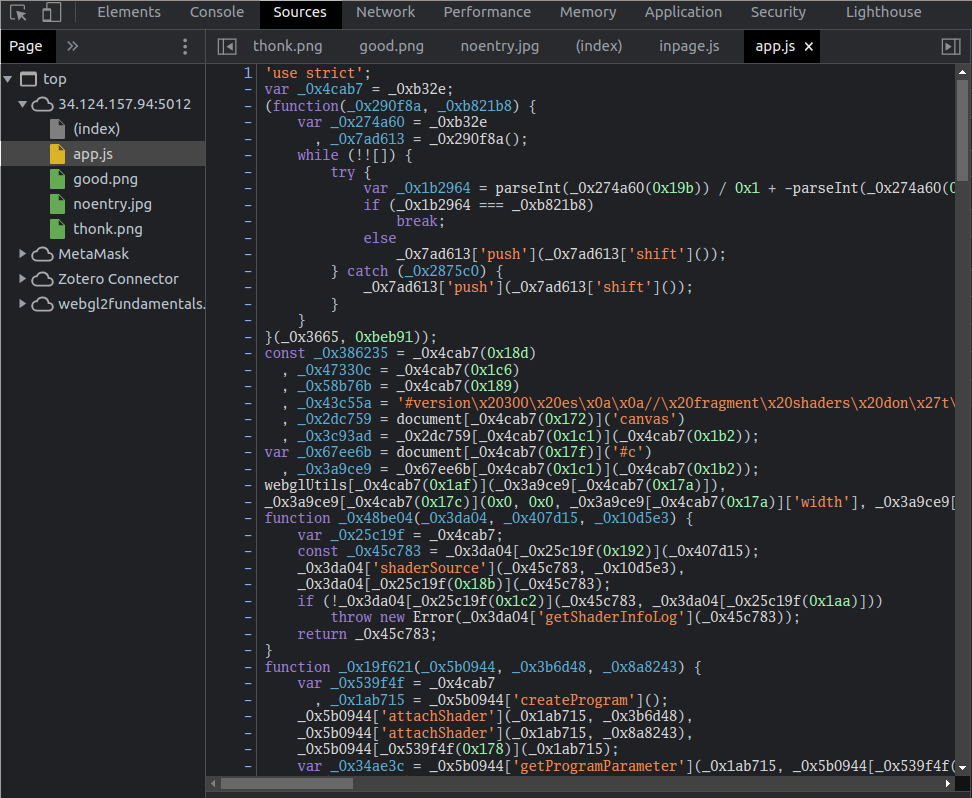 Elements Console Sources Network Performance Memory Application Security Lighthouse
Page » thonk.png good.png noentry.jpg (index) inpage.js app.js ×
top
34.124.157.94:5012
(index)
app.js
good.png
noentry.jpg
thonk.png
MetaMask
Zotero Connector
webgl2fundamentals.
1 'use strict';
- var _0x4cab7 = _0xb32e;
- (function(_0x290f8a, _0xb821b8) {
-     var _0x274a60 = _0xb32e
-       , _0x7ad613 = _0x290f8a();
-     while (!![]) {
-         try {
-             var _0x1b2964 = parseInt(_0x274a60(0x19b)) / 0x1 + -parseInt(_0x274a60(0
-             if (_0x1b2964 === _0xb821b8)
-                 break;
-             else
-                 _0x7ad613['push'](_0x7ad613['shift']());
-         } catch (_0x2875c0) {
-             _0x7ad613['push'](_0x7ad613['shift']());
-         }
-     }
- }(_0x3665, 0xbeb91));
- const _0x386235 = _0x4cab7(0x18d)
-   , _0x47330c = _0x4cab7(0x1c6)
-   , _0x58b76b = _0x4cab7(0x189)
-   , _0x43c55a = '#version\x20300\x20es\x0a\x0a//\x20fragment\x20shaders\x20don\x27t\
-   , _0x2dc759 = document[_0x4cab7(0x172)]('canvas')
-   , _0x3c93ad = _0x2dc759[_0x4cab7(0x1c1)](_0x4cab7(0x1b2));
- var _0x67ee6b = document[_0x4cab7(0x17f)]('#c')
-   , _0x3a9ce9 = _0x67ee6b[_0x4cab7(0x1c1)](_0x4cab7(0x1b2));
- webglUtils[_0x4cab7(0x1af)](_0x3a9ce9[_0x4cab7(0x17a)]),
- _0x3a9ce9[_0x4cab7(0x17c)](0x0, 0x0, _0x3a9ce9[_0x4cab7(0x17a)]['width'], _0x3a9ce9[
- function _0x48be04(_0x3da04, _0x407d15, _0x10d5e3) {
-     var _0x25c19f = _0x4cab7;
-     const _0x45c783 = _0x3da04[_0x25c19f(0x192)](_0x407d15);
-     _0x3da04['shaderSource'](_0x45c783, _0x10d5e3),
-     _0x3da04[_0x25c19f(0x18b)](_0x45c783);
-     if (!_0x3da04[_0x25c19f(0x1c2)](_0x45c783, _0x3da04[_0x25c19f(0x1aa)]))
-         throw new Error(_0x3da04['getShaderInfoLog'](_0x45c783));
-     return _0x45c783;
- }
- function _0x19f621(_0x5b0944, _0x3b6d48, _0x8a8243) {
-     var _0x539f4f = _0x4cab7
-       , _0x1ab715 = _0x5b0944['createProgram']();
-     _0x5b0944['attachShader'](_0x1ab715, _0x3b6d48),
-     _0x5b0944['attachShader'](_0x1ab715, _0x8a8243),
-     _0x5b0944[_0x539f4f(0x178)](_0x1ab715);
-     var _0x34ae3c = _0x5b0944['getProgramParameter'](_0x1ab715, _0x5b0944[_0x539f4f(